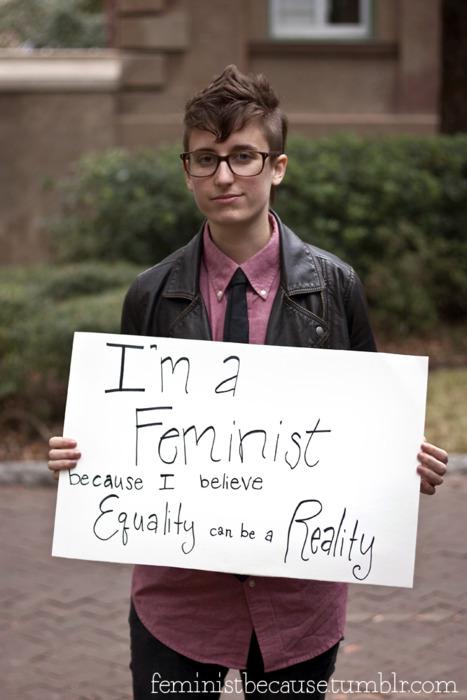 I'm a
Feminist
because I believe
Equality can be a Reality
feministbecause.tumblr.com